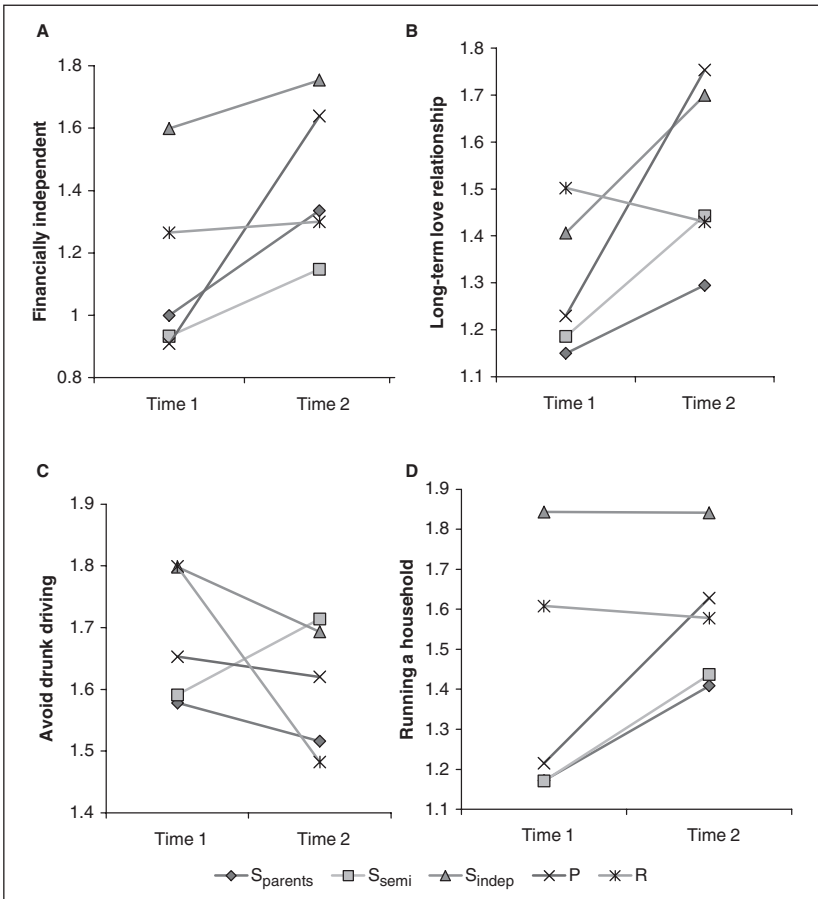 A
1.8
1.6
1.4
1.2
1
0.8
Financially independent
Time 1 Time 2
B
1.8
1.7
1.6
1.5
1.4
1.3
1.2
1.1
Long-term love relationship
Time 1 Time 2
C
1.9
1.8
1.7
1.6
1.5
1.4
Avoid drunk driving
Time 1 Time 2
D
1.9
1.8
1.7
1.6
1.5
1.4
1.3
1.2
1.1
Running a household
Time 1 Time 2
Sparents Ssemi Sindep P R